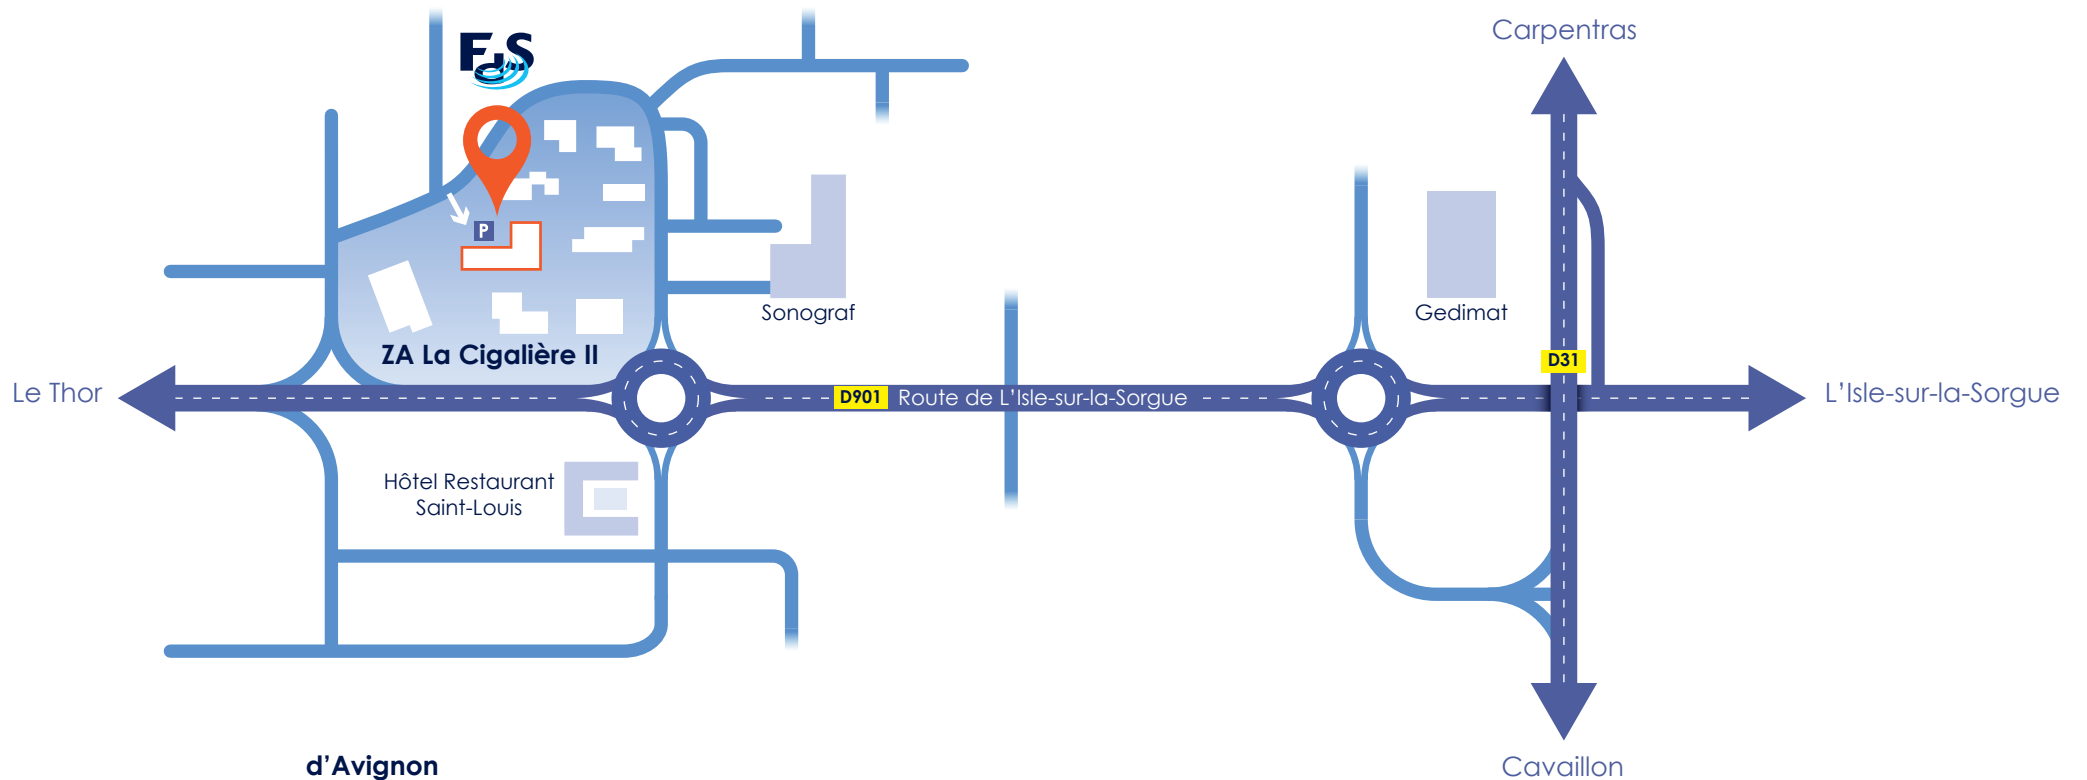 Carpentras
FdS
P
Sonograf
Gedimat
ZA La Cigalière II
D31
Le Thor
D901 Route de L'Isle-sur-la-Sorgue
L'Isle-sur-la-Sorgue
Hôtel Restaurant
Saint-Louis
d'Avignon
Cavaillon